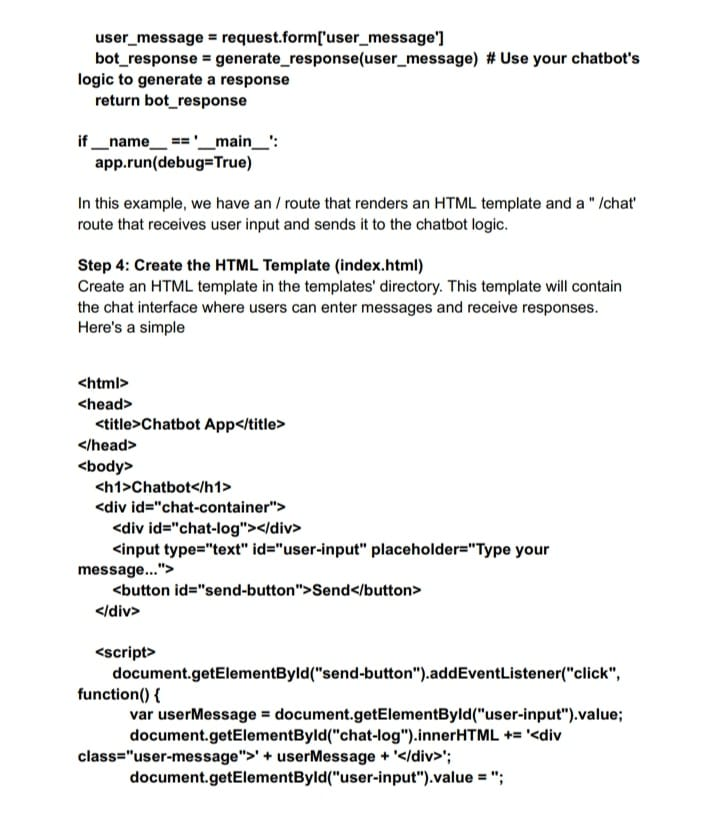 user_message = request.form['user_message']
bot_response = generate_response(user_message) # Use your chatbot's
logic to generate a response
return bot_response
if __name__ == '__main__':
app.run(debug=True)
In this example, we have an / route that renders an HTML template and a " /chat'
route that receives user input and sends it to the chatbot logic.
Step 4: Create the HTML Template (index.html)
Create an HTML template in the templates' directory. This template will contain
the chat interface where users can enter messages and receive responses.
Here's a simple
<html>
<head>
<title>Chatbot App</title>
</head>
<body>
<h1>Chatbot</h1>
<div id="chat-container">
<div id="chat-log"></div>
<input type="text" id="user-input" placeholder="Type your
message...">
<button id="send-button">Send</button>
</div>
<script>
document.getElementById("send-button").addEventListener("click",
function() {
var userMessage = document.getElementById("user-input").value;
document.getElementById("chat-log").innerHTML += '<div
class="user-message">' + userMessage + '</div>';
document.getElementById("user-input").value = '';